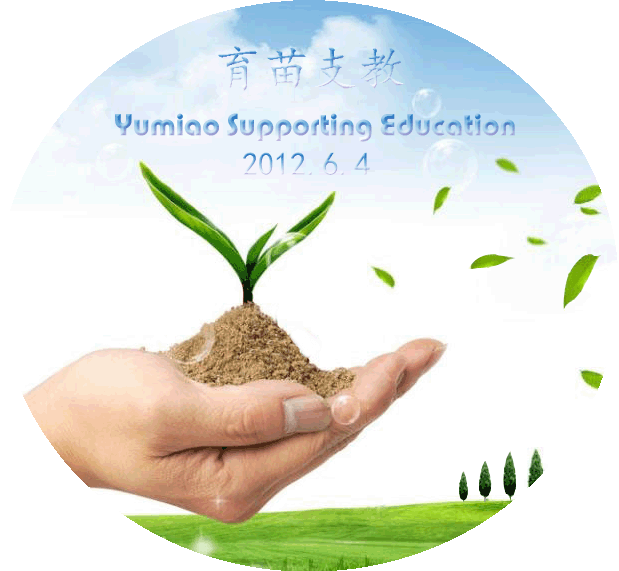 育苗支教
Yumiao Supporting Education
2012.6.4